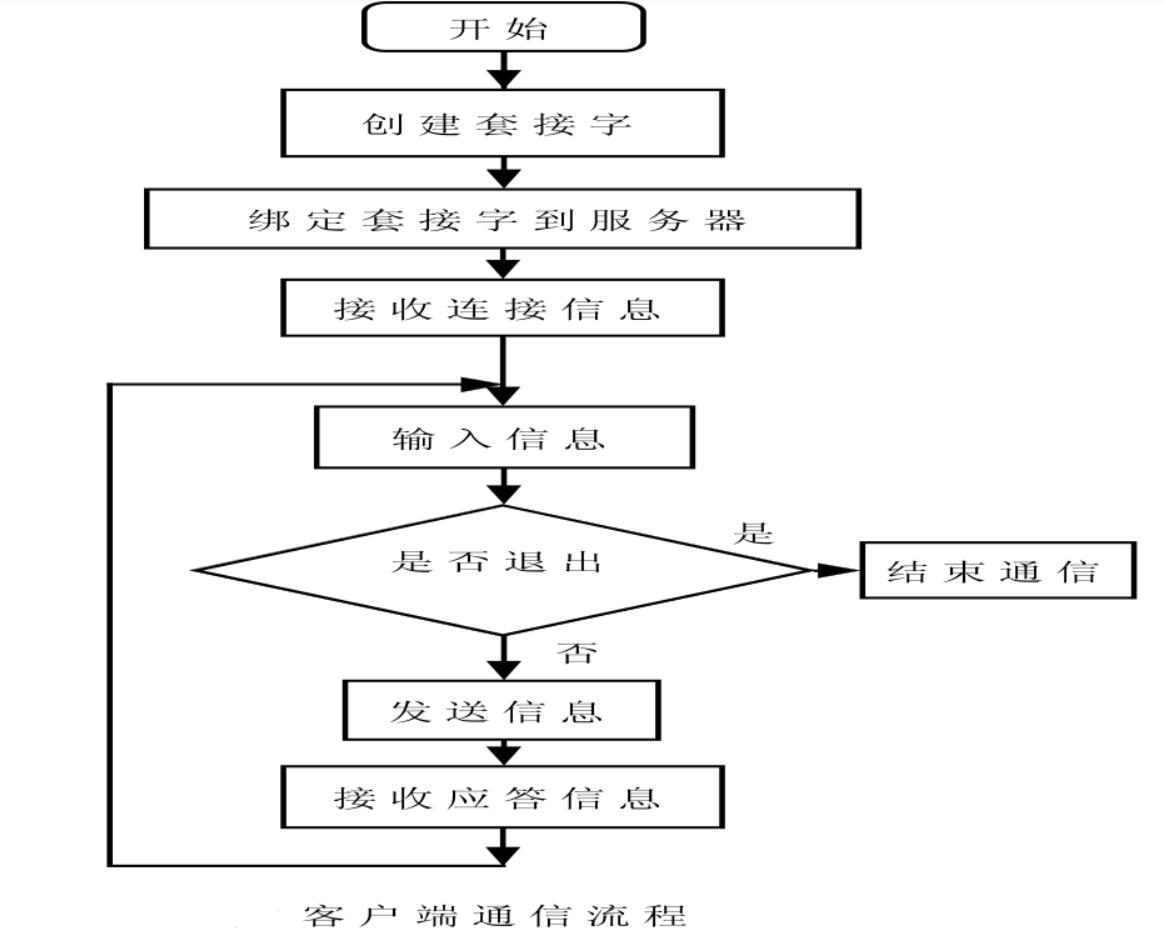 开始
创建套接字
绑定套接字到服务器
接收连接信息
输入信息
是否退出
是
结束通信
否
发送信息
接收应答信息
客户端通信流程